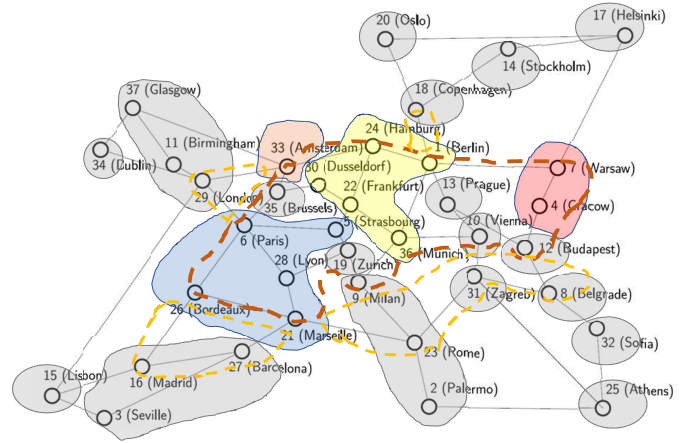 20 (Oslo)
17 (Helsinki)
14 (Stockholm)
37 (Glasgow)
18 (Copenhagen)
24 (Hamburg)
11 (Birmingham)
33 (Amsterdam)
1 (Berlin)
34 (Dublin)
30 (Dusseldorf)
7 (Warsaw)
22 (Frankfurt)
13 (Prague)
29 (London)
35 (Brussels)
4 (Cracow)
5 (Strasbourg)
10 (Vienna)
6 (Paris)
36 (Munich)
12 (Budapest)
28 (Lyon)
19 (Zurich)
9 (Milan)
31 (Zagreb)
8 (Belgrade)
26 (Bordeaux)
21 (Marseille)
32 (Sofia)
23 (Rome)
27 (Barcelona)
15 (Lisbon)
16 (Madrid)
2 (Palermo)
25 (Athens)
3 (Seville)